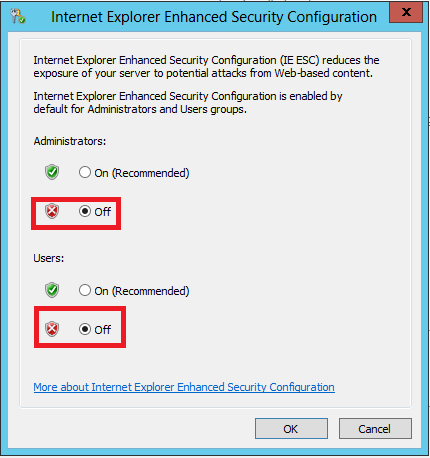 Internet Explorer Enhanced Security Configuration
x
Internet Explorer Enhanced Security Configuration (IE ESC) reduces the
exposure of your server to potential attacks from Web-based content.
Internet Explorer Enhanced Security Configuration is enabled by
default for Administrators and Users groups.
Administrators:
On (Recommended)
Off
Users:
On (Recommended)
Off
More about Internet Explorer Enhanced Security Configuration
OK Cancel